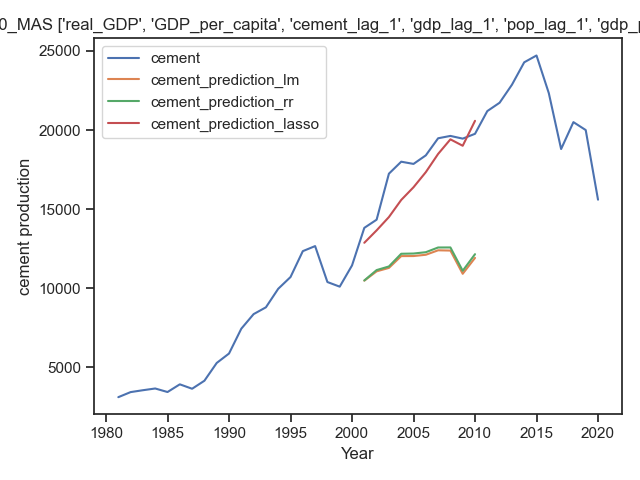 0_MAS ['real_GDP', 'GDP_per_capita', 'cement_lag_1', 'gdp_lag_1', 'pop_lag_1', 'gdp_p
25000
20000
15000
10000
5000
cement production
cement
cement_prediction_lm
cement_prediction_rr
cement_prediction_lasso
1980 1985 1990 1995 2000 2005 2010 2015 2020
Year